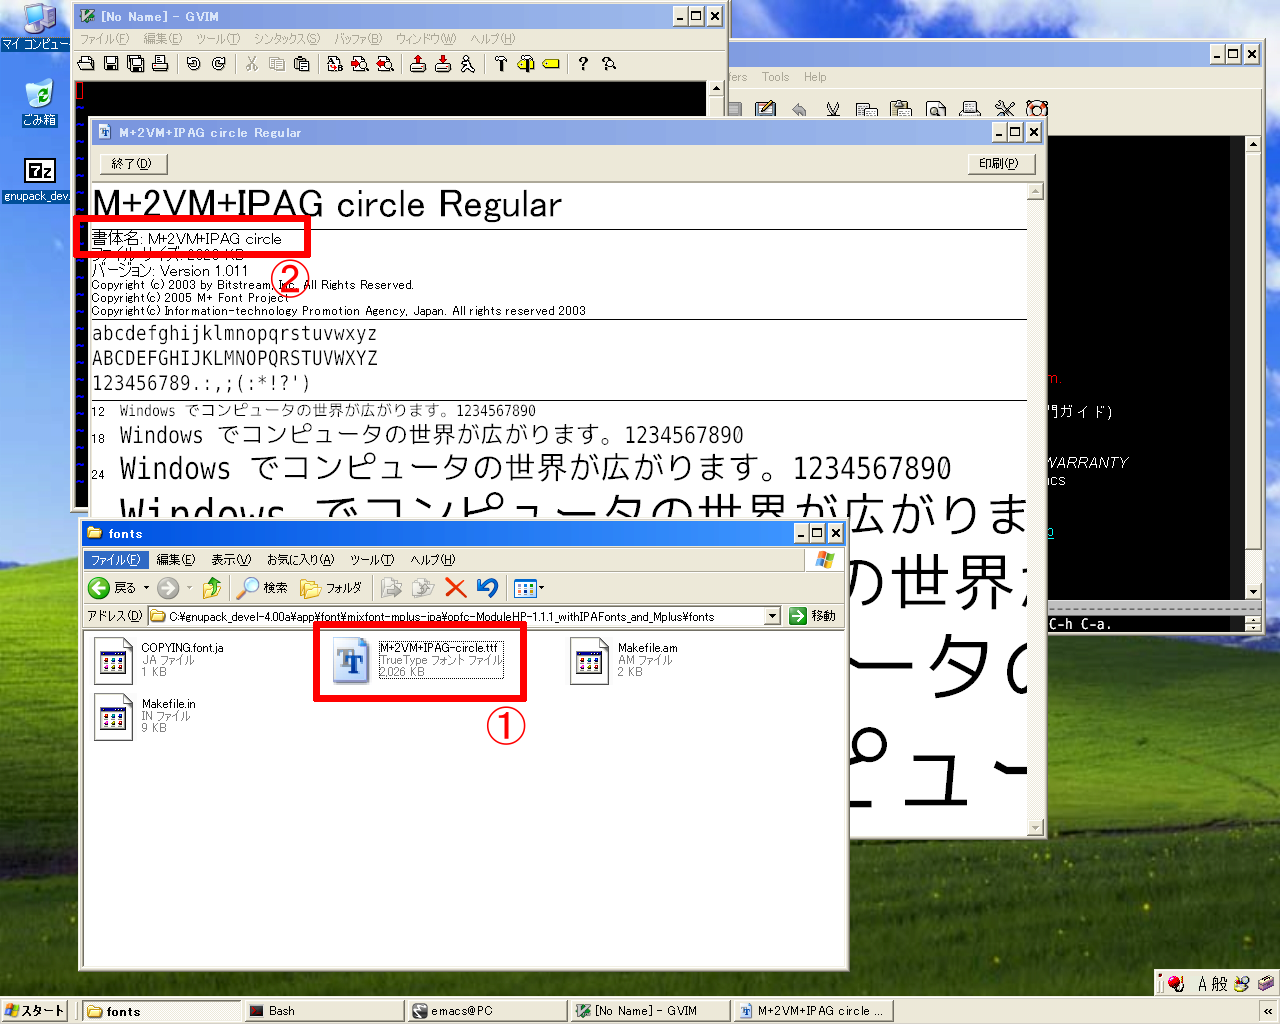 マイ コンピュー
ごみ箱
gnupack_dev.
[No Name] - GVIM
ファイル(F) 編集(E) ツール(T) シンタックス(S) バッファ(B) ウィンドウ(W) ヘルプ(H)
fers Tools Help
M+2VM+IPAG circle Regular
終了(D)
印刷(P)
M+2VM+IPAG circle Regular
書体名: M+2VM+IPAG circle
ファイル サイズ: 2026 KB
バージョン: Version 1.011
②
Copyright (c) 2003 by Bitstream, Inc. All Rights Reserved.
Copyright(c) 2005 M+ Font Project
Copyright(c) Information-technology Promotion Agency, Japan. All rights reserved 2003
abcdefghijklmnopqrstuvwxyz
ABCDEFGHIJKLMNOPQRSTUVWXYZ
123456789.:,;(:*!?')
12 Windows でコンピュータの世界が広がります。1234567890
18 Windows でコンピュータの世界が広がります。1234567890
24 Windows でコンピュータの世界が広がります。1234567890
Windows でコンピュータの世界が広がりま
の世界
ータの
ピュー
m.
門ガイド)
WARRANTY
cs
C-h C-a.
fonts
ファイル(F) 編集(E) 表示(V) お気に入り(A) ツール(T) ヘルプ(H)
戻る 検索 フォルダ
アドレス(D) C:¥gnupack_devel-4.00a¥app¥font¥mixfont-mplus-ipa¥opfc-ModuleHP-1.1.1_withIPAFonts_and_Mplus¥fonts 移動
COPYING.font.ja
JA ファイル
1 KB
M+2VM+IPAG-circle.ttf
TrueType フォント ファイル
2,026 KB
Makefile.am
AM ファイル
2 KB
Makefile.in
IN ファイル
9 KB
①
A 般
スタート fonts Bash emacs@PC [No Name] - GVIM M+2VM+IPAG circle ... «